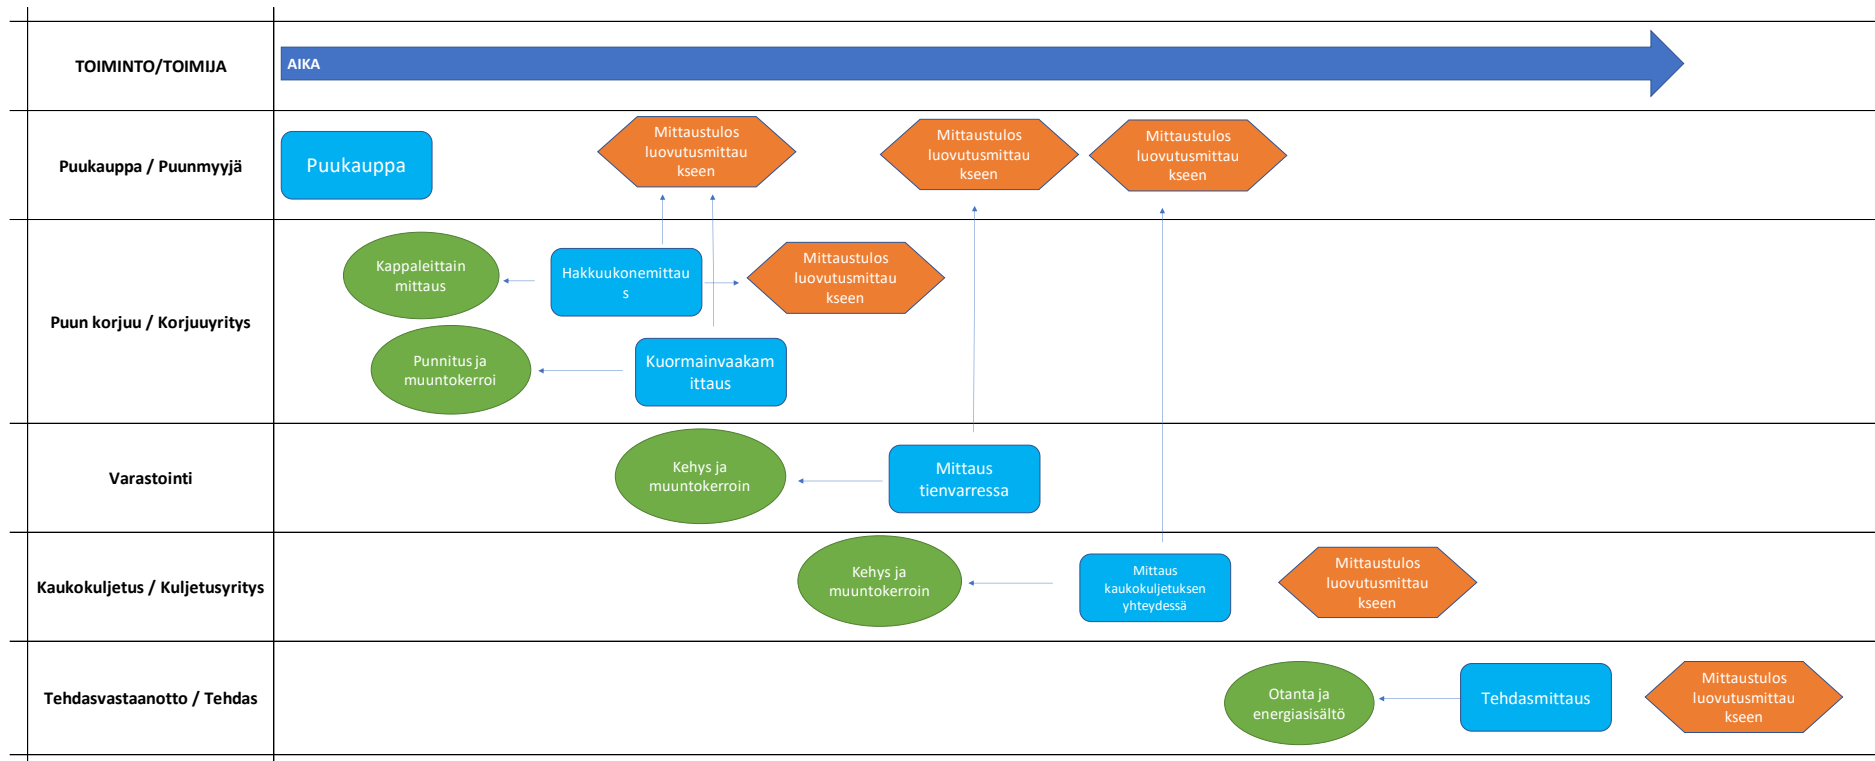 TOIMINTO/TOIMIJA
AIKA
Puukauppa / Puunmyyjä
Puukauppa
Mittaustulos
luovutusmittau
kseen
Mittaustulos
luovutusmittau
kseen
Mittaustulos
luovutusmittau
kseen
Puun korjuu / Korjuuyritys
Kappaleittain
mittaus
Hakkuukonemittau
s
Mittaustulos
luovutusmittau
kseen
Punnitus ja
muuntokerroi
Kuormainvaakam
ittaus
Varastointi
Kehys ja
muuntokerroin
Mittaus
tienvarressa
Kaukokuljetus / Kuljetusyritys
Kehys ja
muuntokerroin
Mittaus
kaukokuljetuksen
yhteydessä
Mittaustulos
luovutusmittau
kseen
Tehdasvastaanotto / Tehdas
Otanta ja
energiasisältö
Tehdasmittaus
Mittaustulos
luovutusmittau
kseen